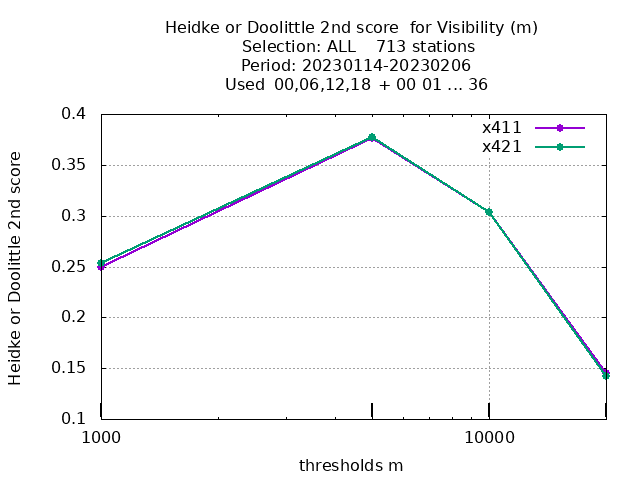 Heidke or Doolittle 2nd score  for Visibility (m)
Selection: ALL    713 stations
Period: 20230114-20230206
Used  00,06,12,18 + 00 01 ... 36
0.4
0.35
0.3
0.25
0.2
0.15
0.1
Heidke or Doolittle 2nd score
x411
x421
1000
10000
thresholds m